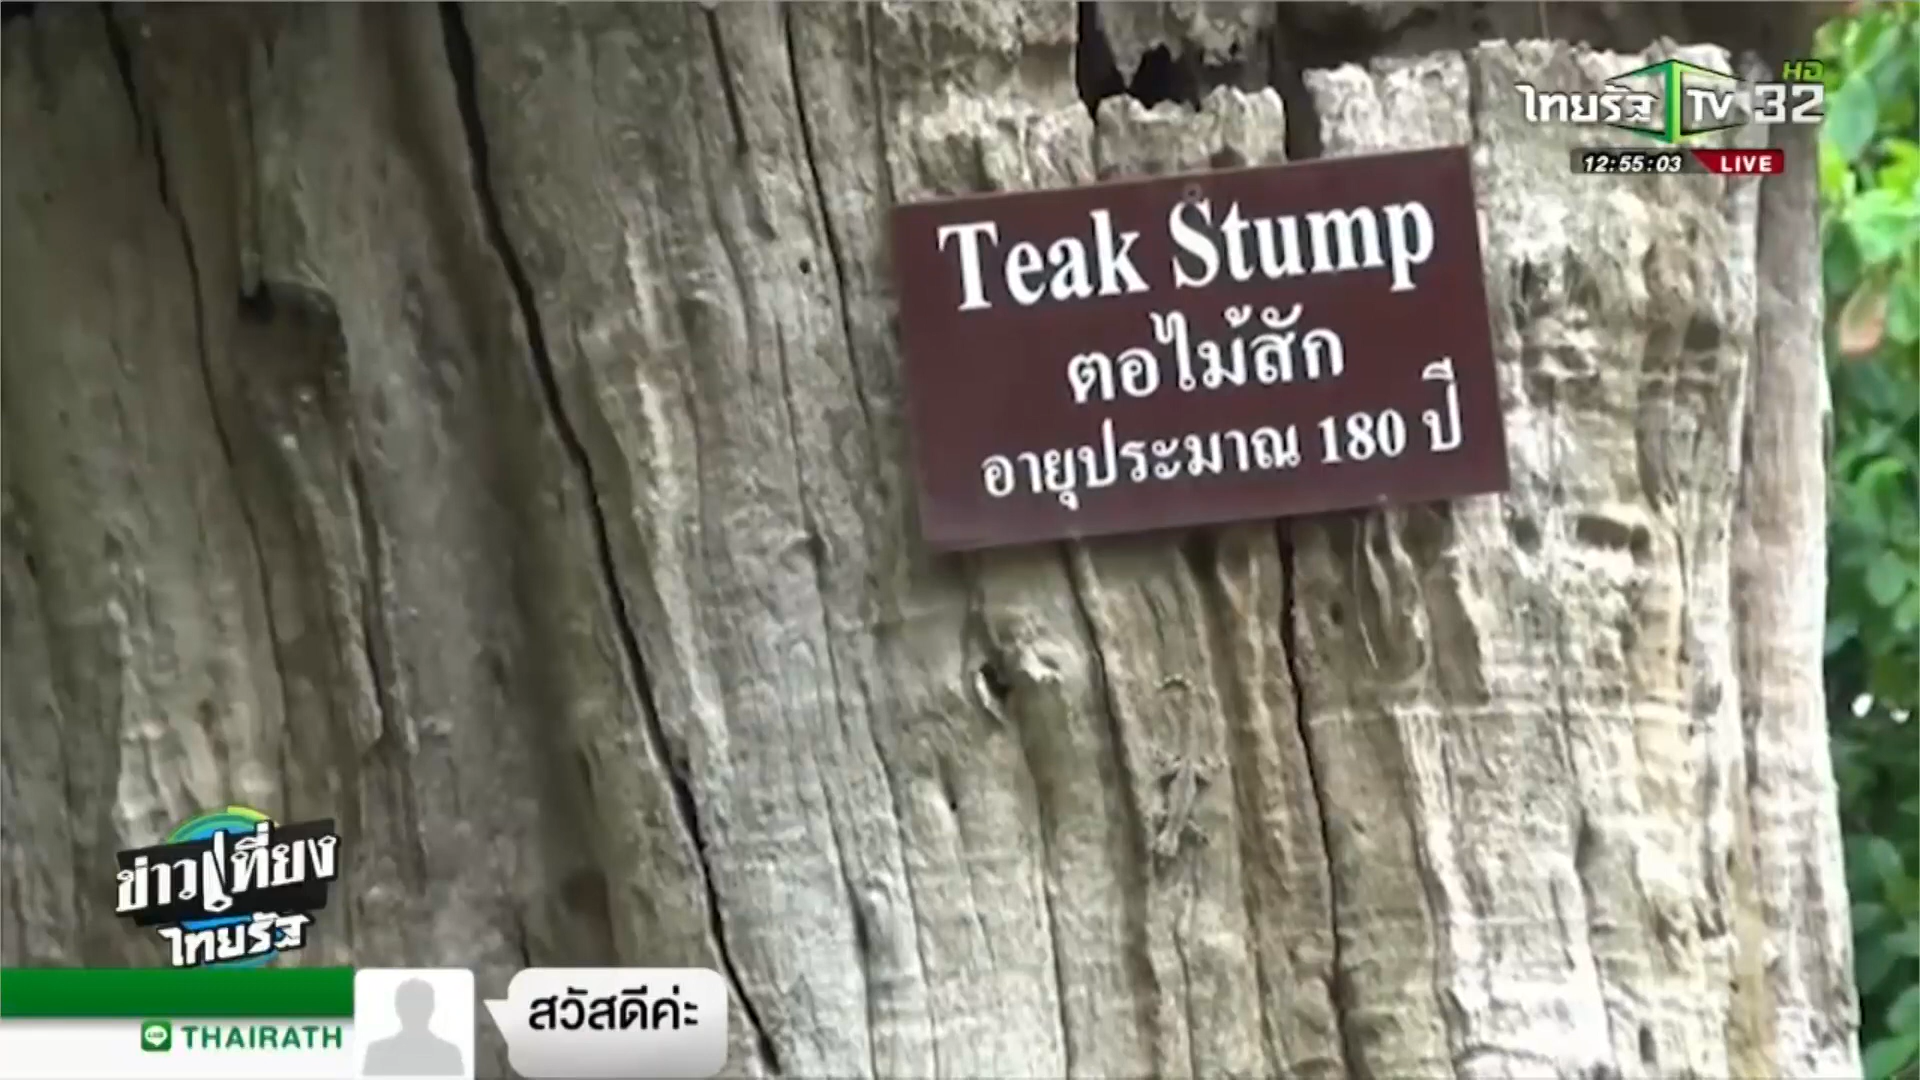 HD
ไทยรัฐ TV 32
12:55:03 LIVE
Teak Stump
ตอไม้สัก
อายุประมาณ 180 ปี
ข่าวเที่ยง
ไทยรัฐ
LINE THAIRATH
สวัสดีค่ะ